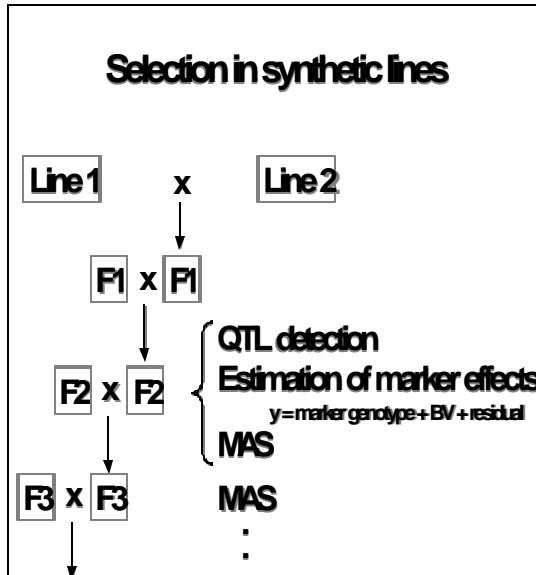 Selection in synthetic lines
Line 1 x Line 2
F1 x F1
QTL detection
F2 x F2 Estimation of marker effects
y = marker genotype + BV + residual
MAS
F3 x F3 MAS
: